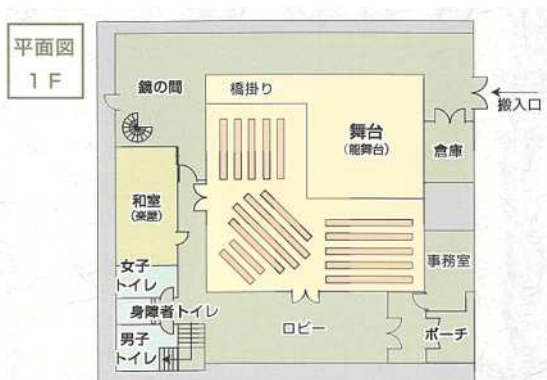 平面図
1F
鏡の間
橋掛り
舞台
(能舞台)
搬入口
倉庫
和室
(楽屋)
女子
トイレ
身障者トイレ
男子
トイレ
ロビー
事務室
ポーチ